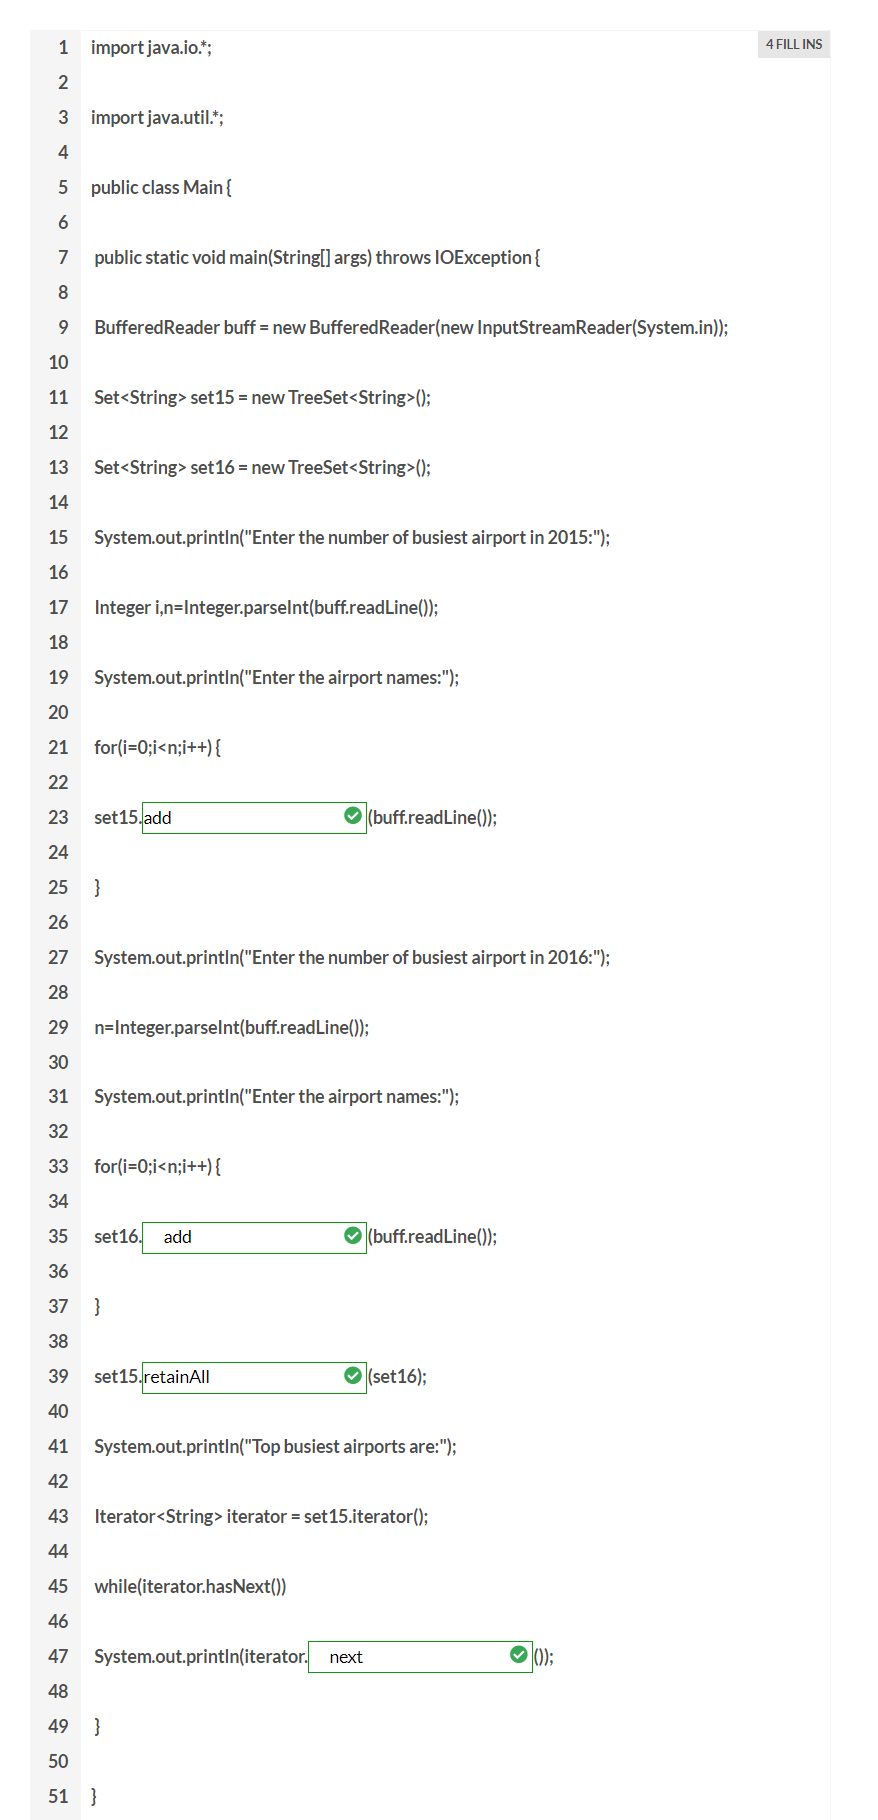 4 FILL INS
1 import java.io.*;
2
3 import java.util.*;
4
5 public class Main {
6
7 public static void main(String[] args) throws IOException {
8
9 BufferedReader buff = new BufferedReader(new InputStreamReader(System.in));
10
11 Set<String> set15 = new TreeSet<String>();
12
13 Set<String> set16 = new TreeSet<String>();
14
15 System.out.println("Enter the number of busiest airport in 2015:");
16
17 Integer i,n=Integer.parseInt(buff.readLine());
18
19 System.out.println("Enter the airport names:");
20
21 for(i=0;i<n;i++) {
22
23 set15.add(buff.readLine());
24
25 }
26
27 System.out.println("Enter the number of busiest airport in 2016:");
28
29 n=Integer.parseInt(buff.readLine());
30
31 System.out.println("Enter the airport names:");
32
33 for(i=0;i<n;i++) {
34
35 set16. add (buff.readLine());
36
37 }
38
39 set15.retainAll(set16);
40
41 System.out.println("Top busiest airports are:");
42
43 Iterator<String> iterator = set15.iterator();
44
45 while(iterator.hasNext())
46
47 System.out.println(iterator. next ());
48
49 }
50
51 }